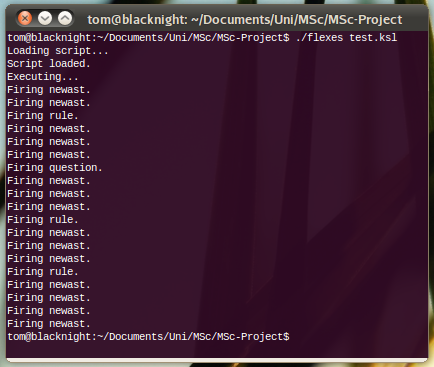 tom@blacknight: ~/Documents/Uni/MSc/MSc-Project
tom@blacknight:~/Documents/Uni/MSc/MSc-Project$ ./flexes test.ksl
Loading script...
Script loaded.
Executing...
Firing newast.
Firing newast.
Firing rule.
Firing newast.
Firing newast.
Firing newast.
Firing question.
Firing newast.
Firing newast.
Firing newast.
Firing rule.
Firing newast.
Firing newast.
Firing newast.
Firing rule.
Firing newast.
Firing newast.
Firing newast.
Firing newast.
tom@blacknight:~/Documents/Uni/MSc/MSc-Project$